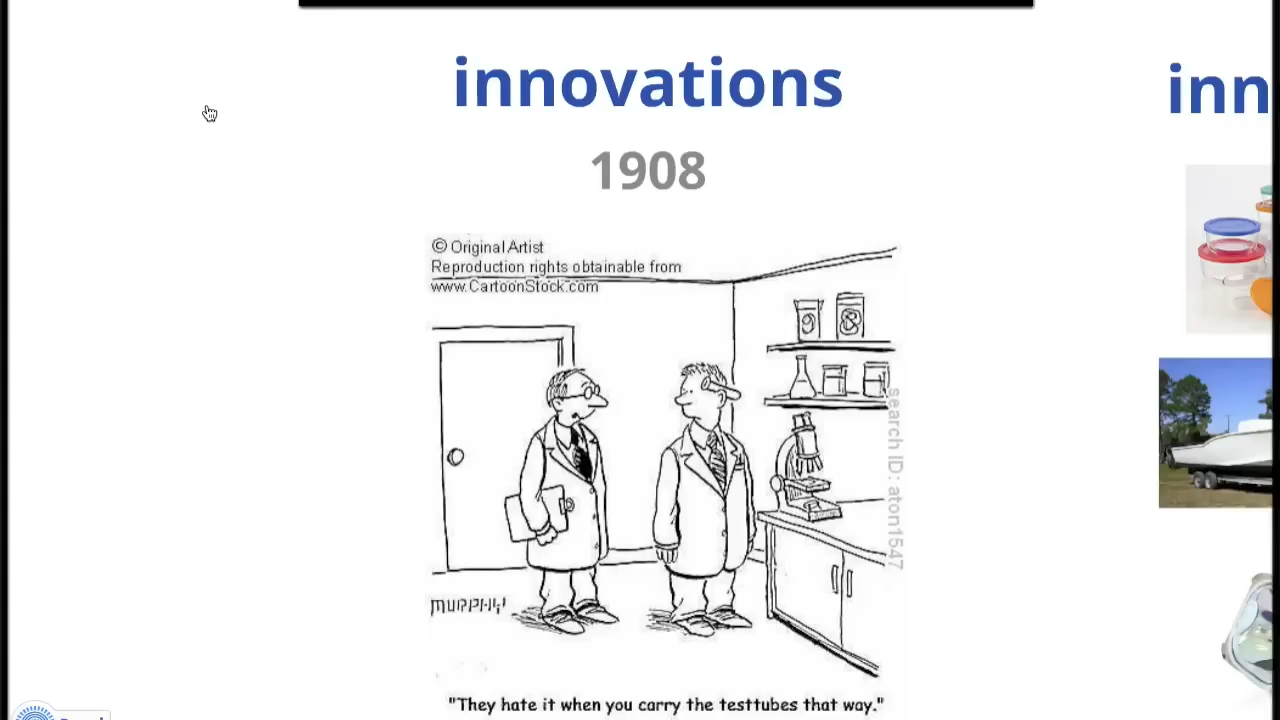 innovations
inn
1908
© Original Artist
Reproduction rights obtainable from
www.CartoonStock.com
search ID: aton1547
MURPHY
"They hate it when you carry the testtubes that way."